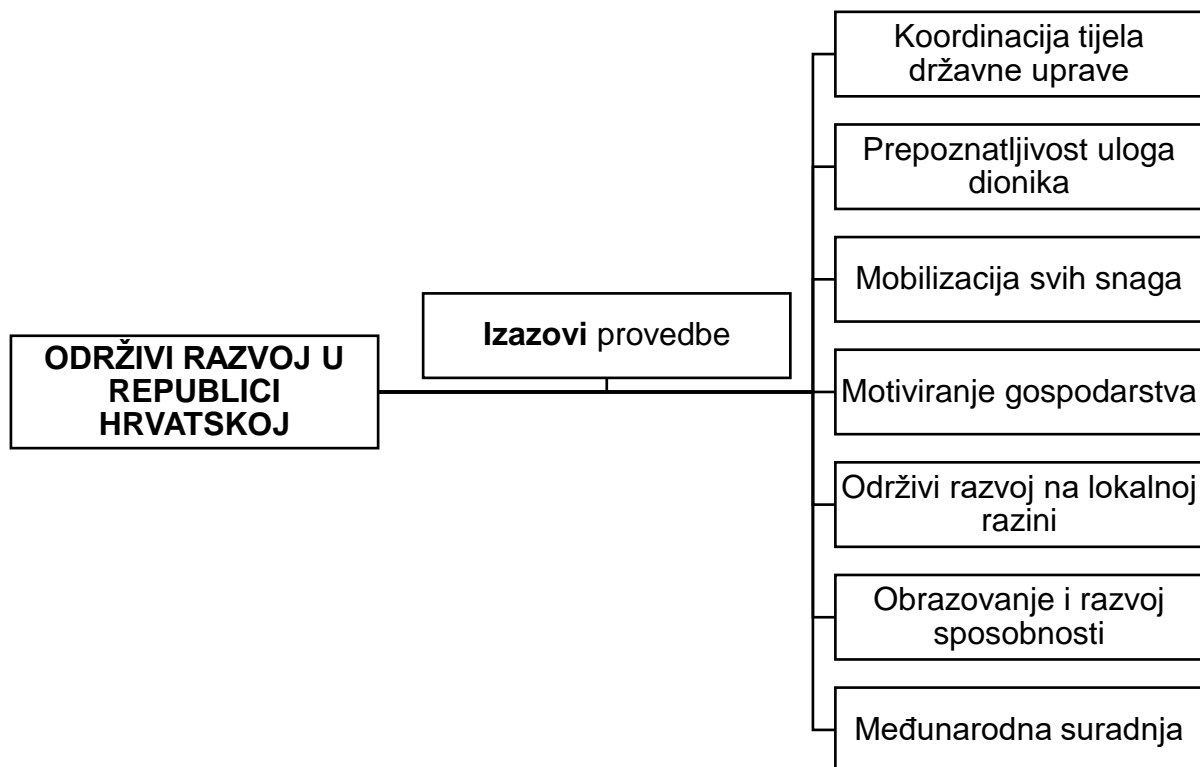 ODRŽIVI RAZVOJ U
REPUBLICI
HRVATSKOJ
Izazovi provedbe
Koordinacija tijela
državne uprave
Prepoznatljivost uloga
dionika
Mobilizacija svih snaga
Motiviranje gospodarstva
Održivi razvoj na lokalnoj
razini
Obrazovanje i razvoj
sposobnosti
Međunarodna suradnja